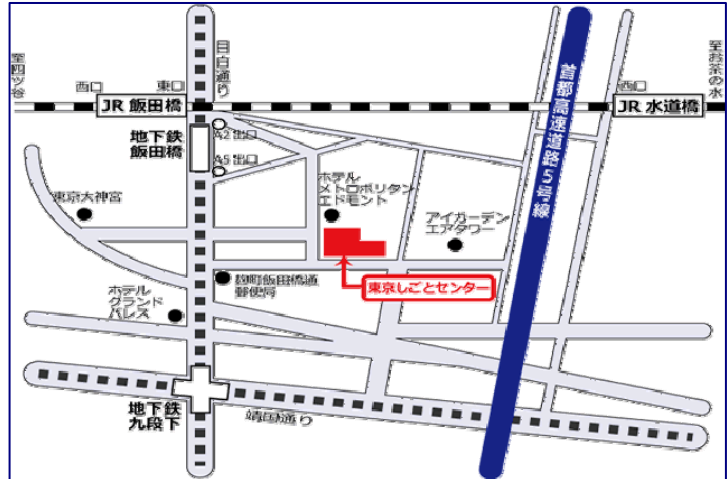 至四ツ谷
西口
東口
目白通り
西口
至お茶の水
JR 飯田橋
JR 水道橋
首都高速道路5号線
地下鉄
飯田橋
A2 出口
A5 出口
東京大神宮
ホテル
メトロポリタン
エドモント
アイガーデン
エアタワー
東京しごとセンター
麹町飯田橋通
郵便局
ホテル
グランド
パレス
地下鉄
九段下
靖国通り